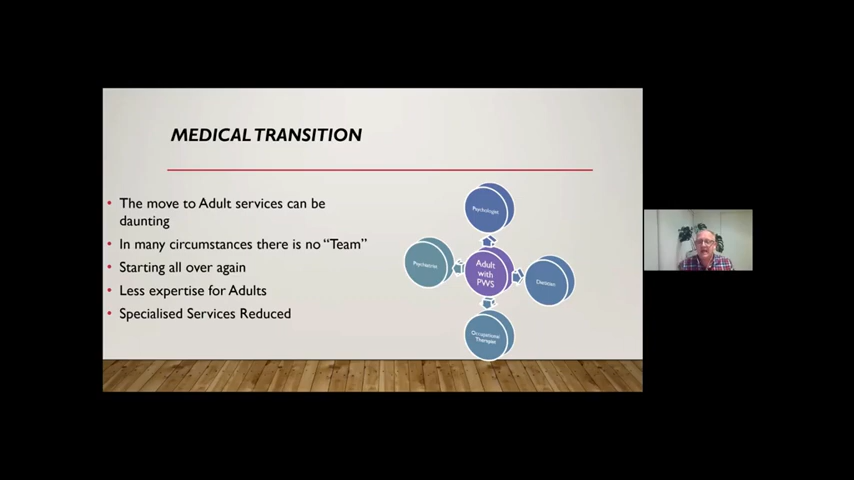 MEDICAL TRANSITION
• The move to Adult services can be
daunting
• In many circumstances there is no “Team”
• Starting all over again
• Less expertise for Adults
• Specialised Services Reduced
Psychologist
Psychiatrist
Adult
with
PWS
Dietitian
Occupational
Therapist